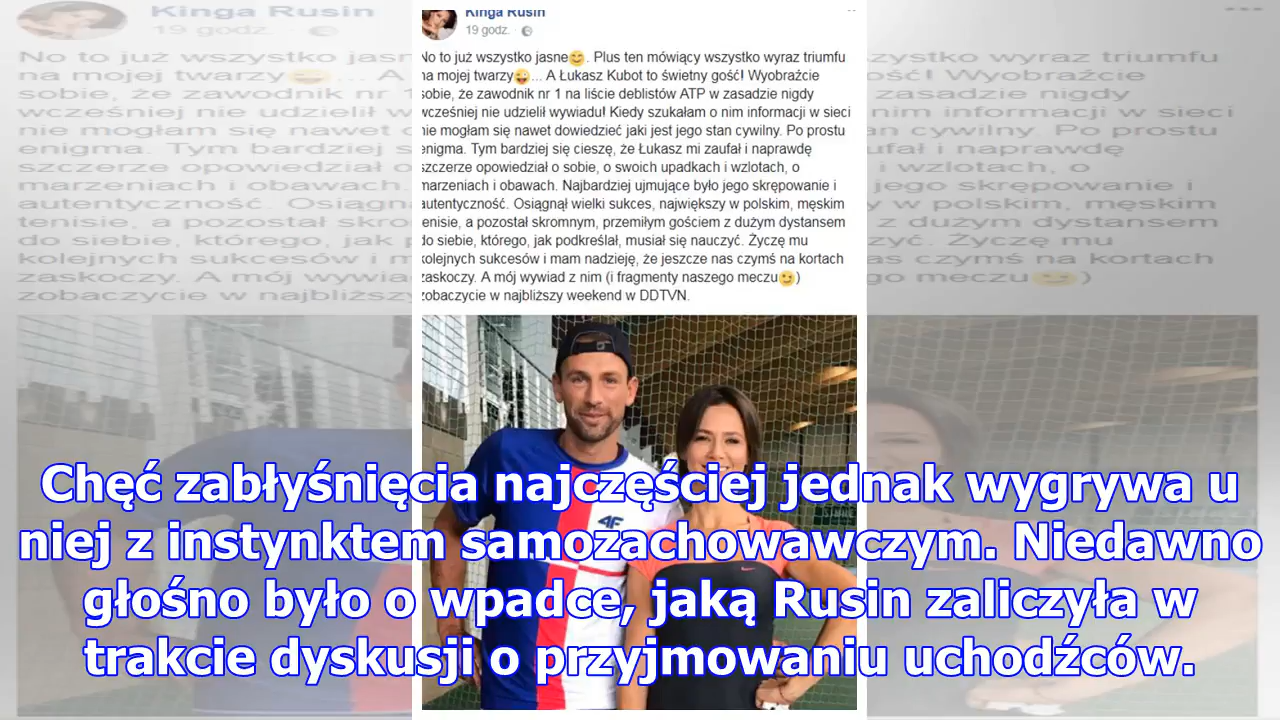 Kinga Rusin
19 godz.
No to już wszystko jasne😊. Plus ten mówiący wszystko wyraz triumfu
na mojej twarzy😜... A Łukasz Kubot to świetny gość! Wyobraźcie
sobie, że zawodnik nr 1 na liście deblistów ATP w zasadzie nigdy
wcześniej nie udzielił wywiadu! Kiedy szukałam o nim informacji w sieci
nie mogłam się nawet dowiedzieć jaki jest jego stan cywilny. Po prostu
enigma. Tym bardziej się cieszę, że Łukasz mi zaufał i naprawdę
szczerze opowiedział o sobie, o swoich upadkach i wzlotach, o
marzeniach i obawach. Najbardziej ujmujące było jego skrępowanie i
autentyczność. Osiągnął wielki sukces, największy w polskim, męskim
tenisie, a pozostał skromnym, przemiłym gościem z dużym dystansem
do siebie, którego, jak podkreślał, musiał się nauczyć. Życzę mu
kolejnych sukcesów i mam nadzieję, że jeszcze nas czymś na kortach
zaskoczy. A mój wywiad z nim (i fragmenty naszego meczu😉)
zobaczycie w najbliższy weekend w DDTVN.
4F
Chęć zabłyśnięcia najczęściej jednak wygrywa u
niej z instynktem samozachowawczym. Niedawno
głośno było o wpadce, jaką Rusin zaliczyła w
trakcie dyskusji o przyjmowaniu uchodźców.